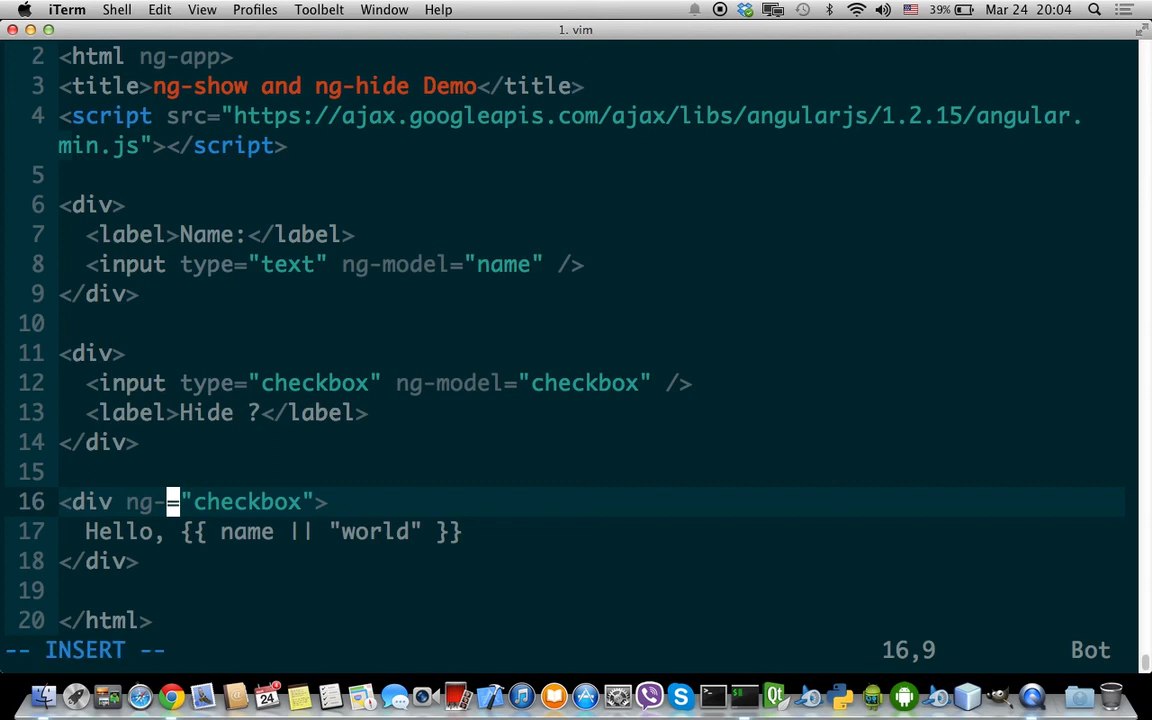 iTerm Shell Edit View Profiles Toolbelt Window Help 39% Mar 24 20:04
1. vim
2 <html ng-app>
3 <title>ng-show and ng-hide Demo</title>
4 <script src="https://ajax.googleapis.com/ajax/libs/angularjs/1.2.15/angular.
min.js"></script>
5
6 <div>
7   <label>Name:</label>
8   <input type="text" ng-model="name" />
9 </div>
10
11 <div>
12   <input type="checkbox" ng-model="checkbox" />
13   <label>Hide ?</label>
14 </div>
15
16 <div ng-="checkbox">
17   Hello, {{ name || "world" }}
18 </div>
19
20 </html>
-- INSERT -- 16,9 Bot